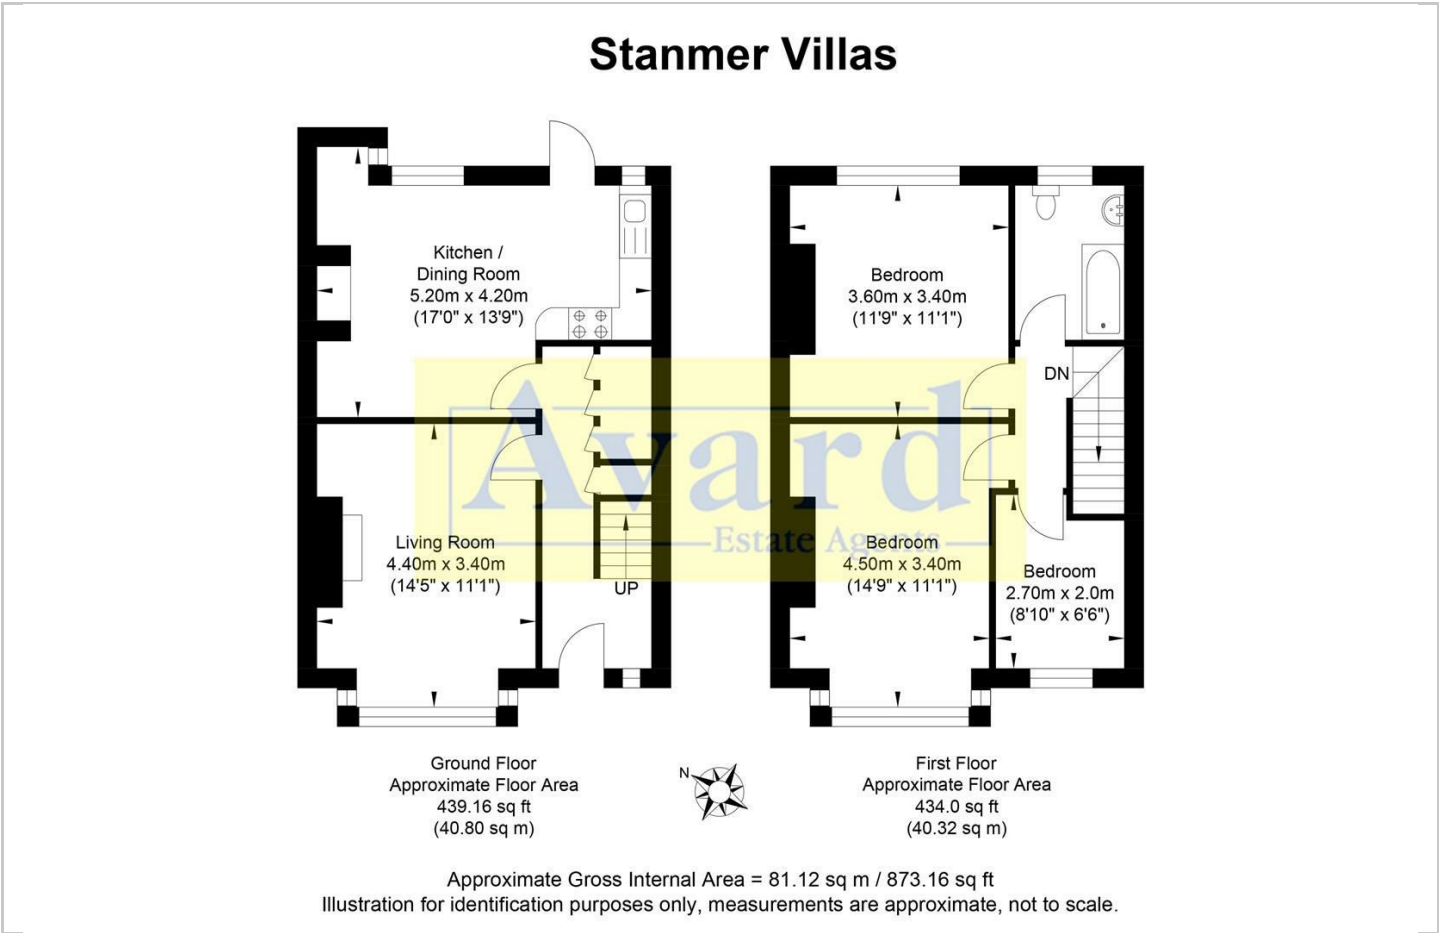 Stanmer Villas
Kitchen /
Dining Room
5.20m x 4.20m
(17'0" x 13'9")
Living Room
4.40m x 3.40m
(14'5" x 11'1")
UP
Bedroom
3.60m x 3.40m
(11'9" x 11'1")
DN
Bedroom
4.50m x 3.40m
(14'9" x 11'1")
Bedroom
2.70m x 2.0m
(8'10" x 6'6")
Avard
Estate Agents
Ground Floor
Approximate Floor Area
439.16 sq ft
(40.80 sq m)
N
First Floor
Approximate Floor Area
434.0 sq ft
(40.32 sq m)
Approximate Gross Internal Area = 81.12 sq m / 873.16 sq ft
Illustration for identification purposes only, measurements are approximate, not to scale.